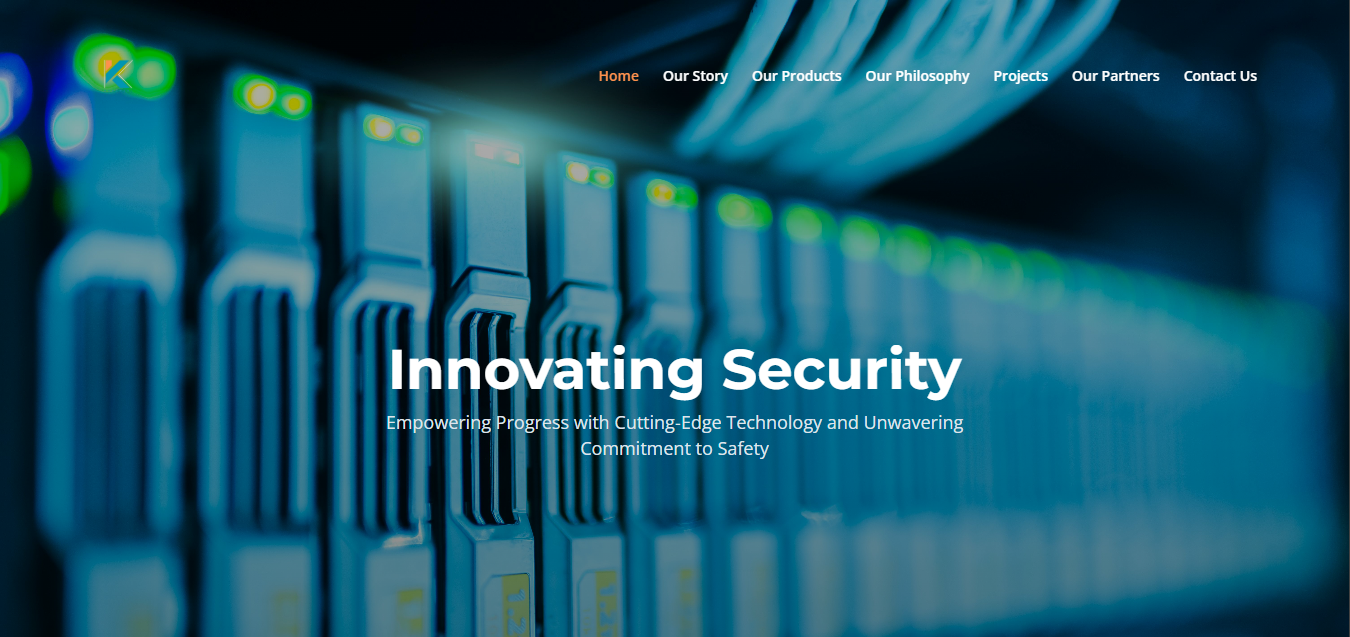 Home Our Story Our Products Our Philosophy Projects Our Partners Contact Us
Innovating Security
Empowering Progress with Cutting-Edge Technology and Unwavering
Commitment to Safety